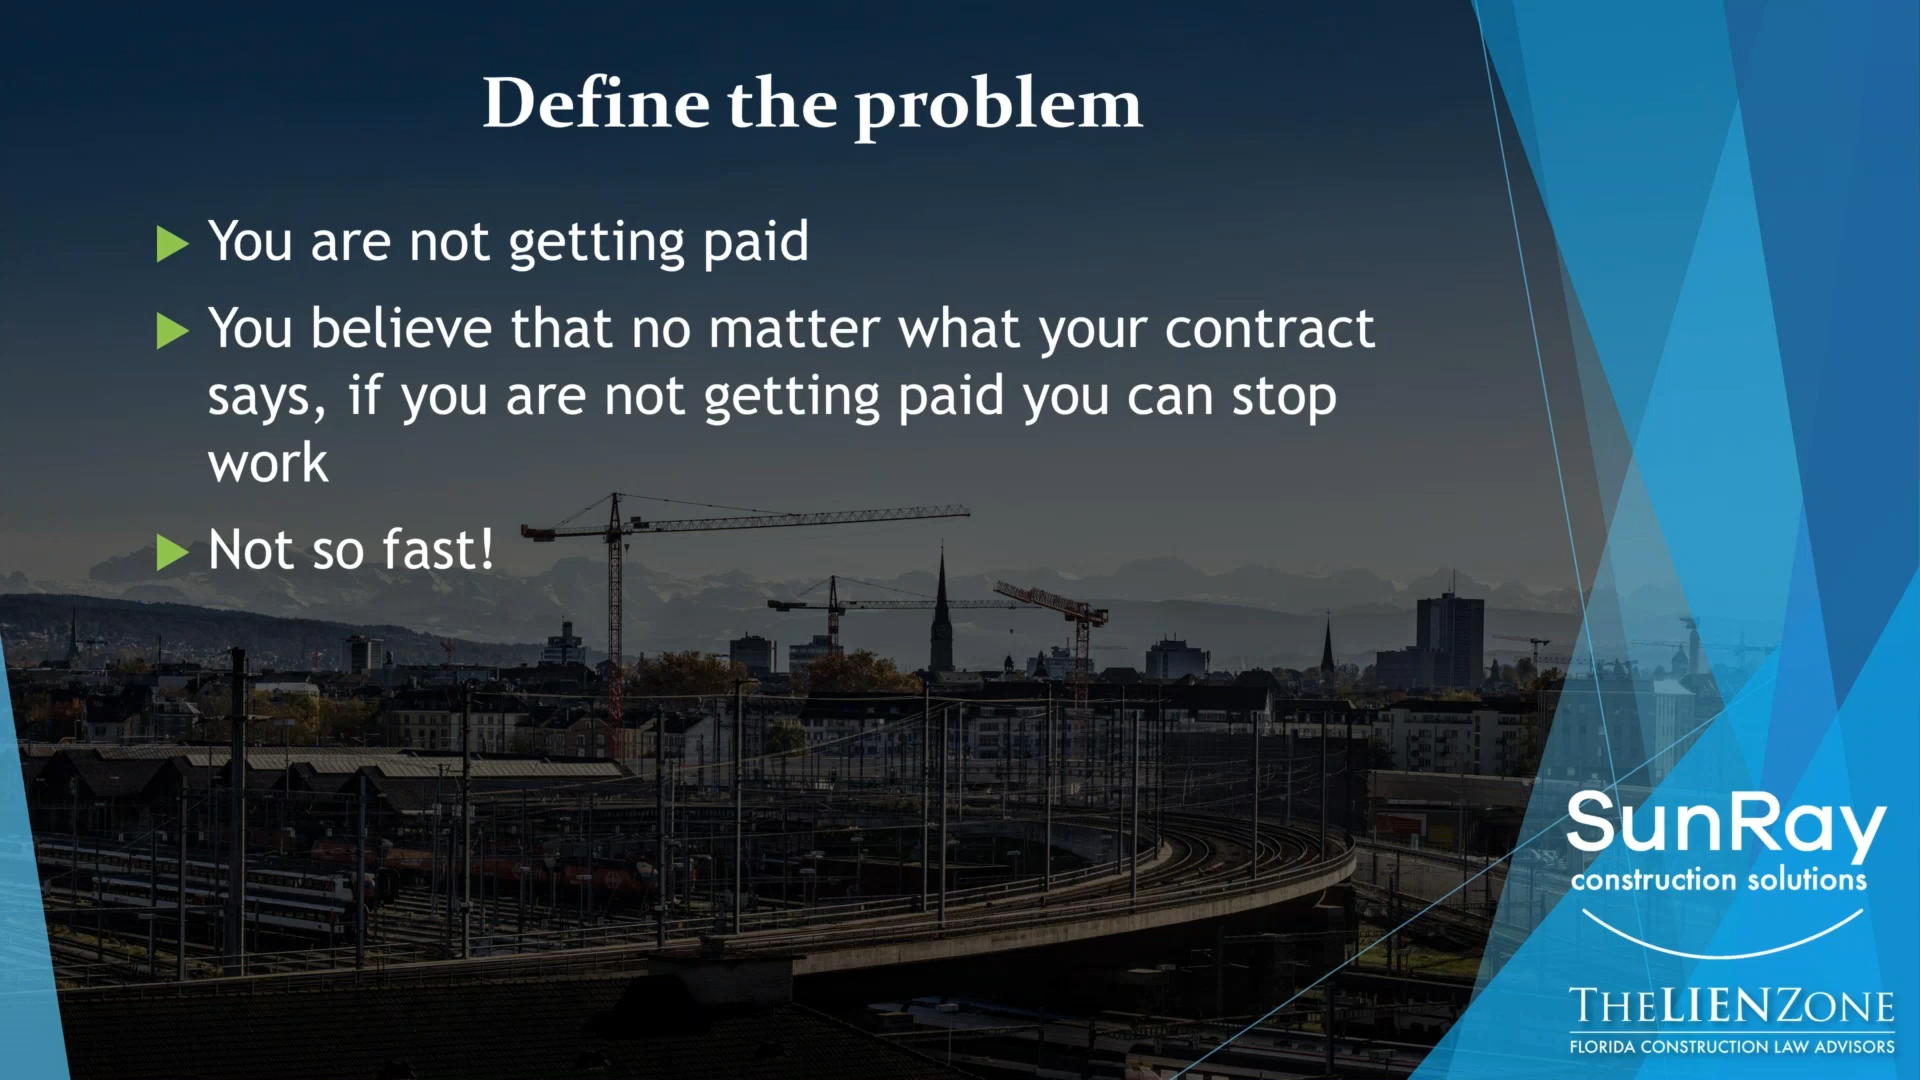 Define the problem
You are not getting paid
You believe that no matter what your contract
says, if you are not getting paid you can stop
work
Not so fast!
SunRay
construction solutions
THELIENZONE
FLORIDA CONSTRUCTION LAW ADVISORS